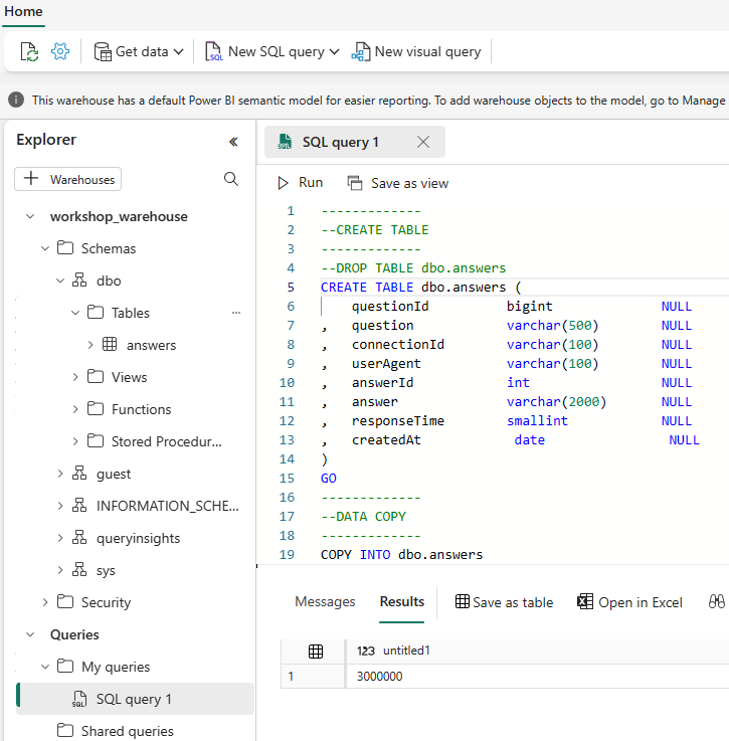 Home
Get data New SQL query New visual query
This warehouse has a default Power BI semantic model for easier reporting. To add warehouse objects to the model, go to Manage
Explorer
+ Warehouses
workshop_warehouse
Schemas
dbo
Tables ...
answers
Views
Functions
Stored Procedur...
guest
INFORMATION_SCHE...
queryinsights
sys
Security
Queries
My queries
SQL query 1
Shared queries
SQL query 1
Run Save as view
1 -------------
2 --CREATE TABLE
3 -------------
4 --DROP TABLE dbo.answers
5 CREATE TABLE dbo.answers (
6 questionId bigint NULL
7 , question varchar(500) NULL
8 , connectionId varchar(100) NULL
9 , userAgent varchar(100) NULL
10 , answerId int NULL
11 , answer varchar(2000) NULL
12 , responseTime smallint NULL
13 , createdAt date NULL
14 )
15 GO
16 -------------
17 --DATA COPY
18 -------------
19 COPY INTO dbo.answers
Messages Results Save as table Open in Excel
123 untitled1
1 3000000